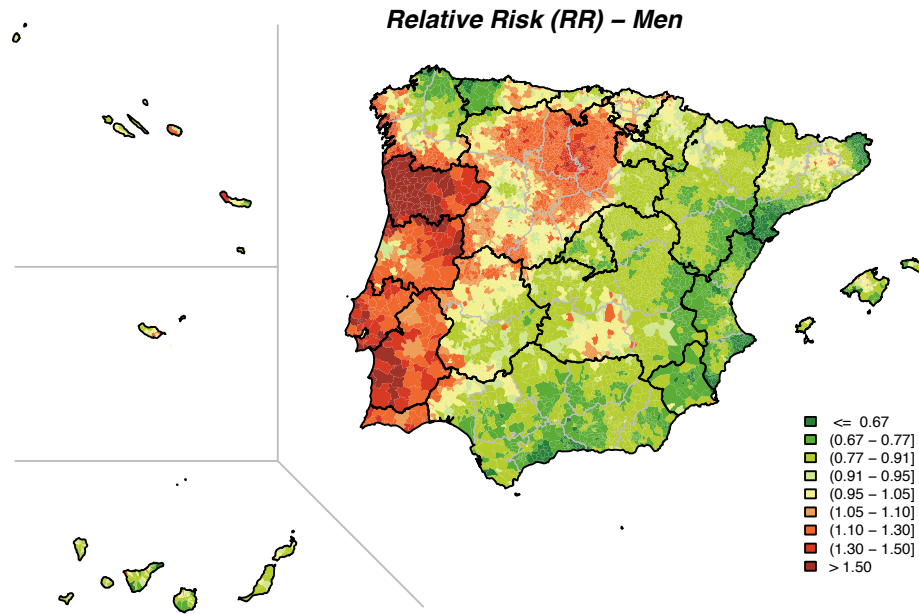 Relative Risk (RR) – Men
<= 0.67
(0.67 – 0.77]
(0.77 – 0.91]
(0.91 – 0.95]
(0.95 – 1.05]
(1.05 – 1.10]
(1.10 – 1.30]
(1.30 – 1.50]
> 1.50